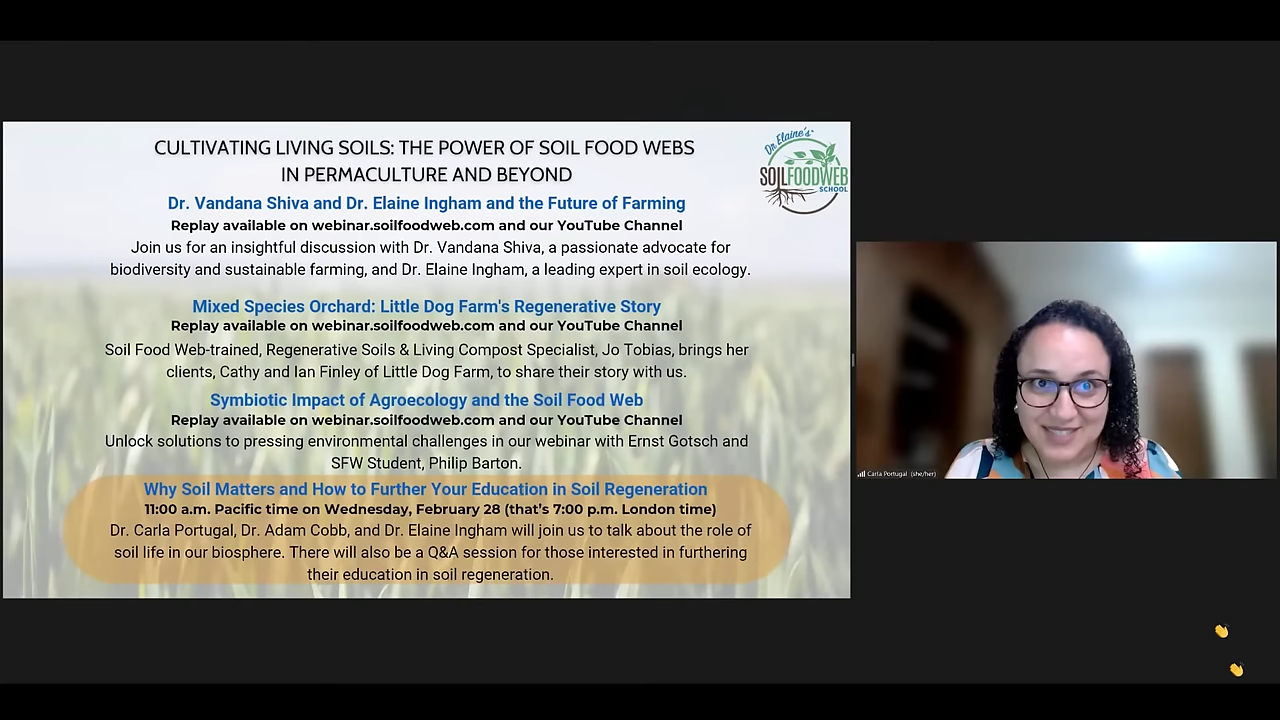 CULTIVATING LIVING SOILS: THE POWER OF SOIL FOOD WEBS
IN PERMACULTURE AND BEYOND
Dr. Elaine's
SOILFOODWEB
SCHOOL
Dr. Vandana Shiva and Dr. Elaine Ingham and the Future of Farming
Replay available on webinar.soilfoodweb.com and our YouTube Channel
Join us for an insightful discussion with Dr. Vandana Shiva, a passionate advocate for
biodiversity and sustainable farming, and Dr. Elaine Ingham, a leading expert in soil ecology.
Mixed Species Orchard: Little Dog Farm's Regenerative Story
Replay available on webinar.soilfoodweb.com and our YouTube Channel
Soil Food Web-trained, Regenerative Soils & Living Compost Specialist, Jo Tobias, brings her
clients, Cathy and Ian Finley of Little Dog Farm, to share their story with us.
Symbiotic Impact of Agroecology and the Soil Food Web
Replay available on webinar.soilfoodweb.com and our YouTube Channel
Unlock solutions to pressing environmental challenges in our webinar with Ernst Gotsch and
SFW Student, Philip Barton.
Why Soil Matters and How to Further Your Education in Soil Regeneration
11:00 a.m. Pacific time on Wednesday, February 28 (that's 7:00 p.m. London time)
Dr. Carla Portugal, Dr. Adam Cobb, and Dr. Elaine Ingham will join us to talk about the role of
soil life in our biosphere. There will also be a Q&A session for those interested in furthering
their education in soil regeneration.
Carla Portugal (she/her)